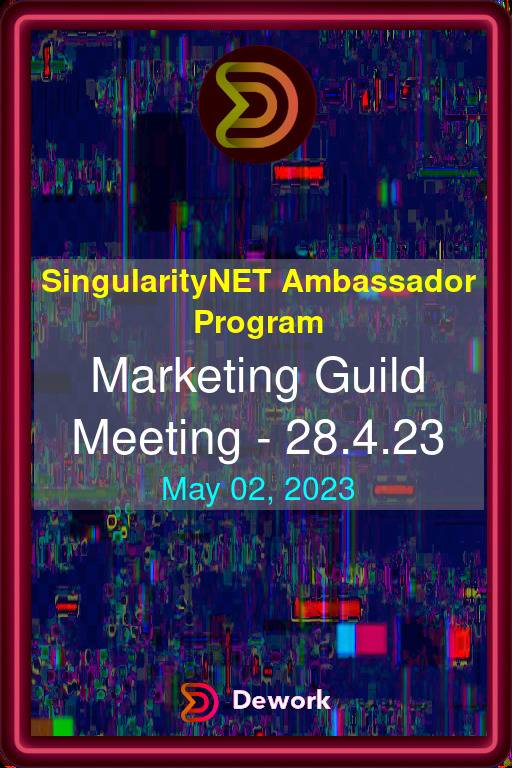 SingularityNET Ambassador
Program
Marketing Guild
Meeting - 28.4.23
May 02, 2023
Dework